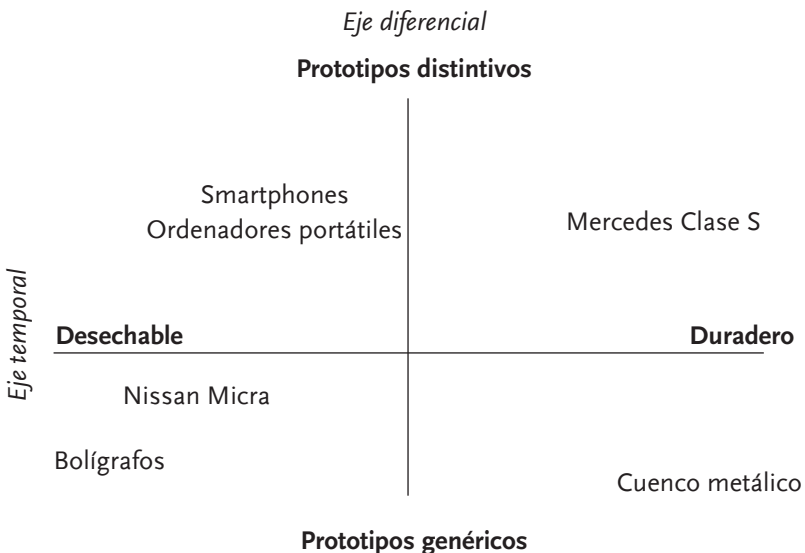 Eje diferencial
Prototipos distintivos
Smartphones
Ordenadores portátiles
Mercedes Clase S
Eje temporal
Desechable
Duradero
Nissan Micra
Bolígrafos
Cuenco metálico
Prototipos genéricos